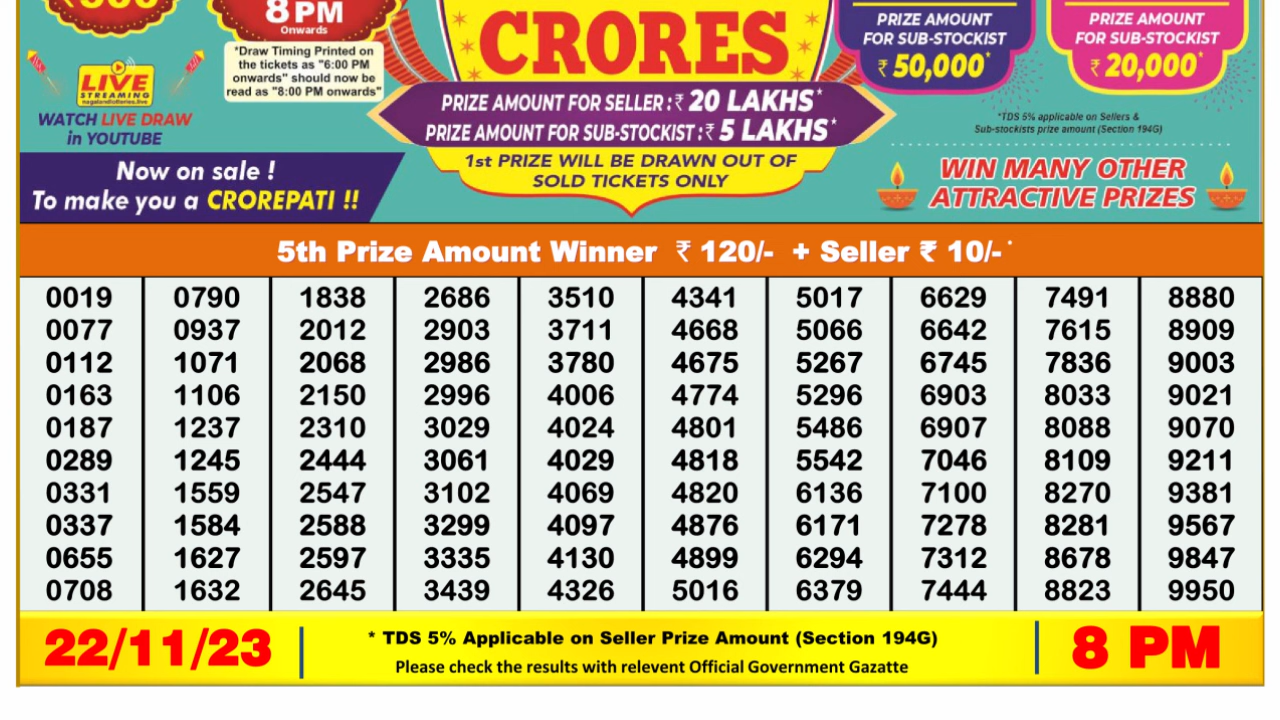 8 PM
Onwards
*Draw Timing Printed on
the tickets as "6:00 PM
onwards" should now be
read as "8:00 PM onwards"
LIVE
STREAMING
nagalandlotteries.live
WATCH LIVE DRAW
in YOUTUBE
CRORES
PRIZE AMOUNT FOR SELLER :₹ 20 LAKHS*
PRIZE AMOUNT FOR SUB-STOCKIST :₹ 5 LAKHS*
1st PRIZE WILL BE DRAWN OUT OF
SOLD TICKETS ONLY
PRIZE AMOUNT
FOR SUB-STOCKIST
₹ 50,000*
PRIZE AMOUNT
FOR SUB-STOCKIST
₹ 20,000*
*TDS 5% applicable on Sellers &
Sub-stockists prize amount (Section 194G)
Now on sale !
To make you a CROREPATI !!
WIN MANY OTHER
ATTRACTIVE PRIZES
5th Prize Amount Winner ₹ 120/- + Seller ₹ 10/-*
0019 0790 1838 2686 3510 4341 5017 6629 7491 8880
0077 0937 2012 2903 3711 4668 5066 6642 7615 8909
0112 1071 2068 2986 3780 4675 5267 6745 7836 9003
0163 1106 2150 2996 4006 4774 5296 6903 8033 9021
0187 1237 2310 3029 4024 4801 5486 6907 8088 9070
0289 1245 2444 3061 4029 4818 5542 7046 8109 9211
0331 1559 2547 3102 4069 4820 6136 7100 8270 9381
0337 1584 2588 3299 4097 4876 6171 7278 8281 9567
0655 1627 2597 3335 4130 4899 6294 7312 8678 9847
0708 1632 2645 3439 4326 5016 6379 7444 8823 9950
22/11/23
* TDS 5% Applicable on Seller Prize Amount (Section 194G)
Please check the results with relevent Official Government Gazatte
8 PM